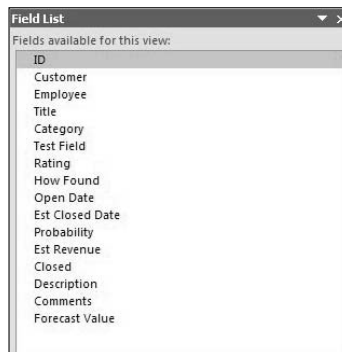 Field List
Fields available for this view:
ID
Customer
Employee
Title
Category
Test Field
Rating
How Found
Open Date
Est Closed Date
Probability
Est Revenue
Closed
Description
Comments
Forecast Value